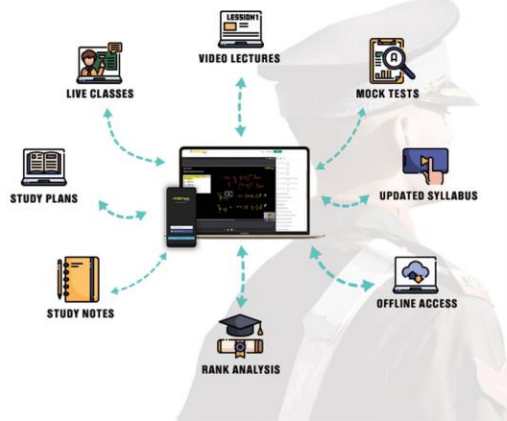 LESSION1
VIDEO LECTURES
LIVE CLASSES
MOCK TESTS
STUDY PLANS
UPDATED SYLLABUS
STUDY NOTES
OFFLINE ACCESS
RANK ANALYSIS